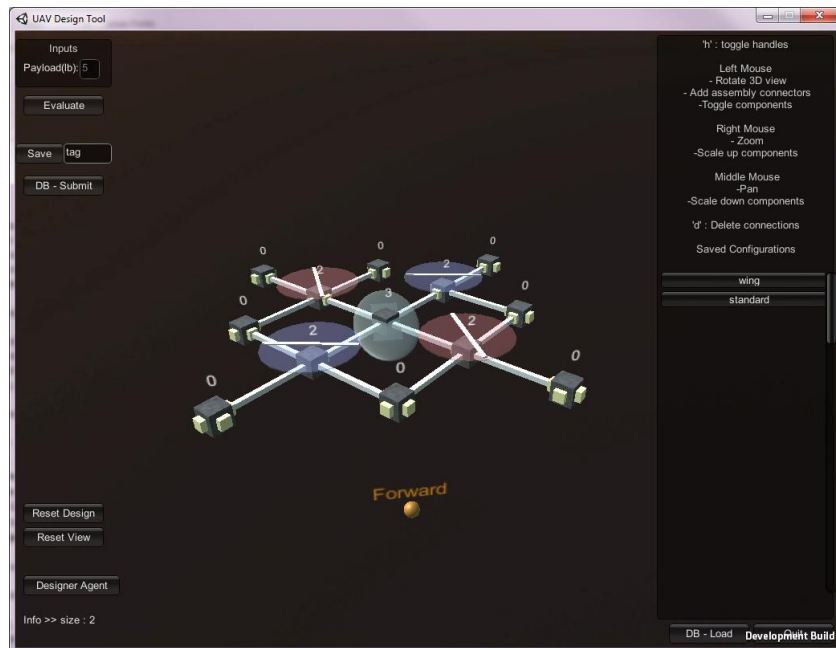 UAV Design Tool
Inputs
Payload(lb): 5
Evaluate
Save tag
DB - Submit
'h' : toggle handles
Left Mouse
- Rotate 3D view
- Add assembly connectors
-Toggle components
Right Mouse
- Zoom
-Scale up components
Middle Mouse
-Pan
-Scale down components
'd' : Delete connections
Saved Configurations
wing
standard
0
0
0
2
2
0
3
0
2
2
0
0
0
Forward
Reset Design
Reset View
Designer Agent
Info >> size : 2
DB - Load
Quit
Development Build